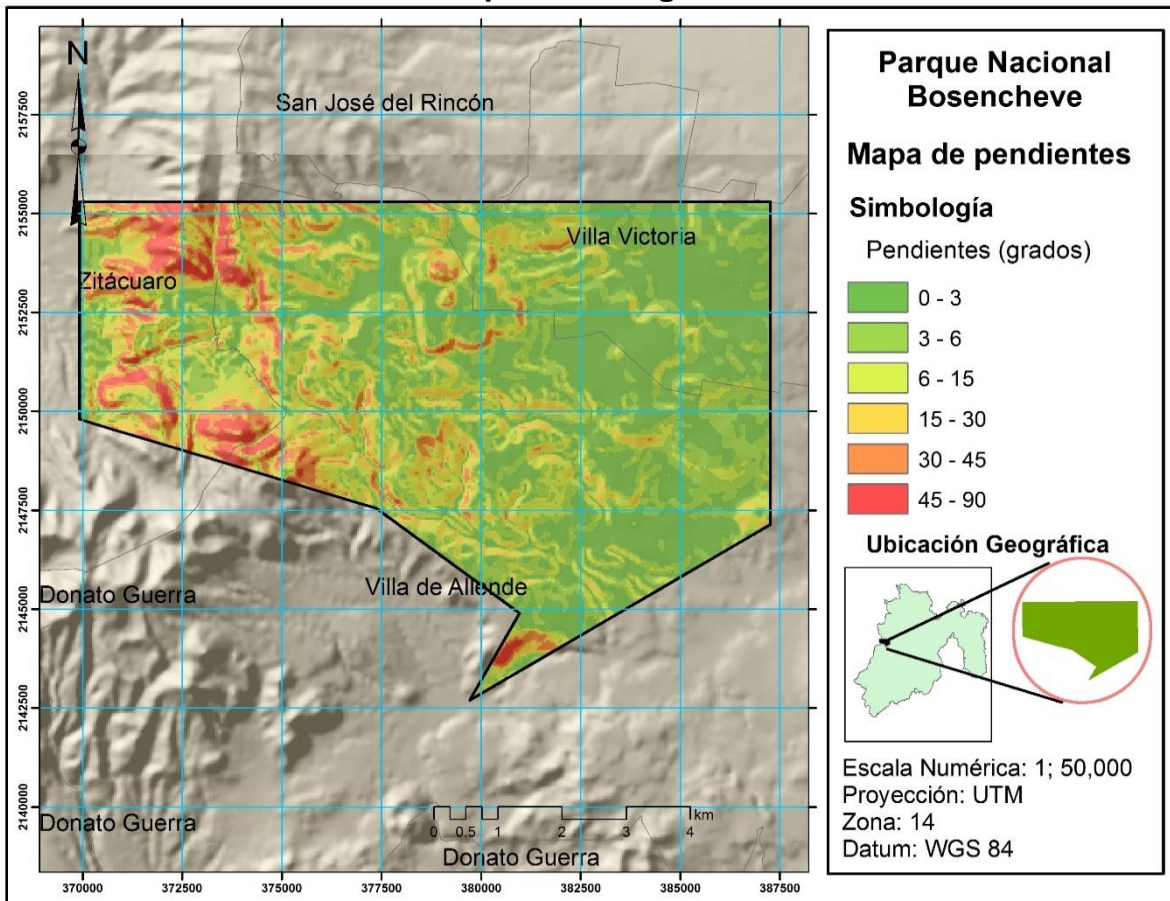 N
San José del Rincón
Villa Victoria
Zitácuaro
Villa de Allende
Donato Guerra
Donato Guerra
Donato Guerra
2157500
2155000
2152500
2150000
2147500
2145000
2142500
2140000
0 0.5 1 2 3 4 km
370000 372500 375000 377500 380000 382500 385000 387500
Parque Nacional
Bosencheve
Mapa de pendientes
Simbología
Pendientes (grados)
0 - 3
3 - 6
6 - 15
15 - 30
30 - 45
45 - 90
Ubicación Geográfica
Escala Numérica: 1; 50,000
Proyección: UTM
Zona: 14
Datum: WGS 84